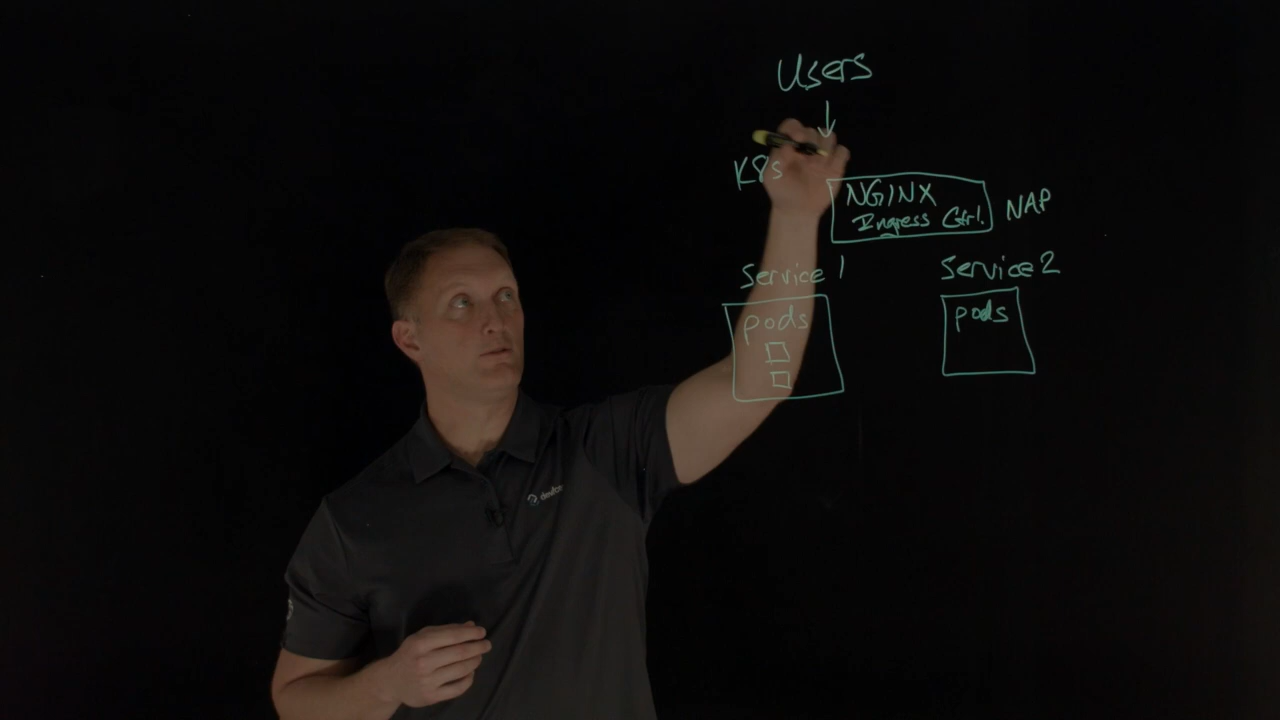 Users
K8s
NGINX
Ingress Ctrl.
NAP
Service 1
Service 2
pods
pods